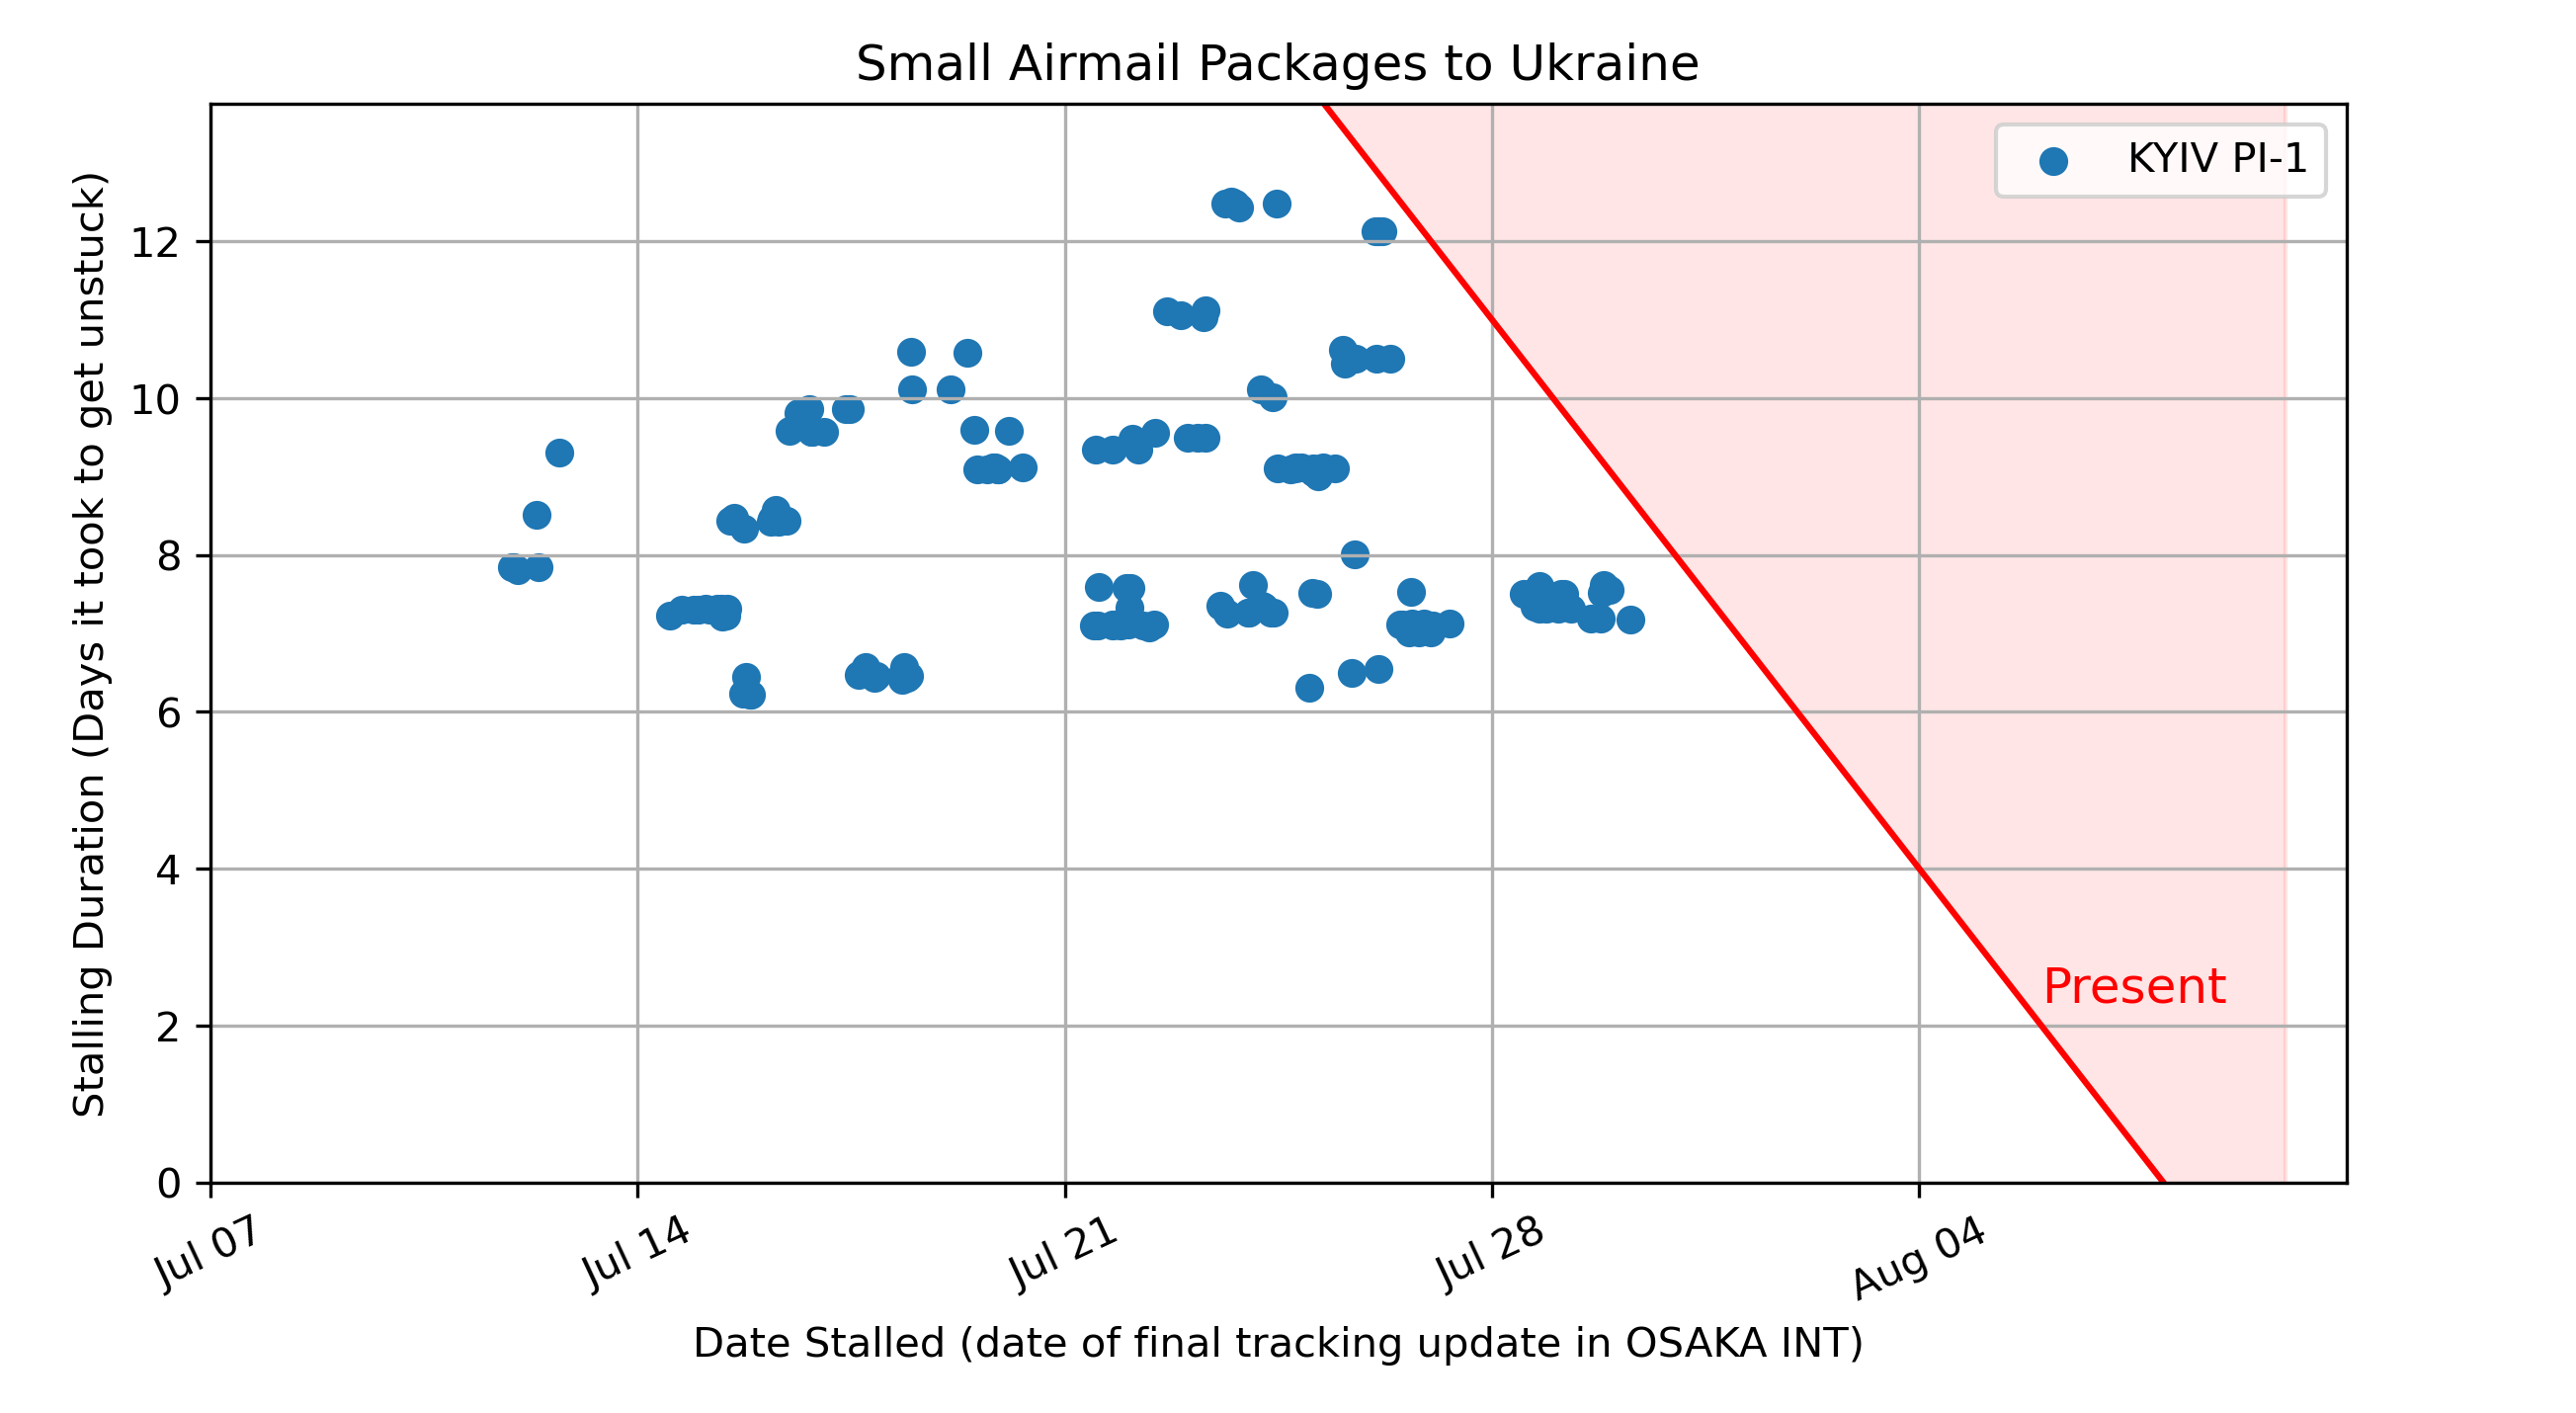 Small Airmail Packages to Ukraine
KYIV PI-1
Stalling Duration (Days it took to get unstuck)
12
10
8
6
4
2
0
Present
Jul 07
Jul 14
Jul 21
Jul 28
Aug 04
Date Stalled (date of final tracking update in OSAKA INT)